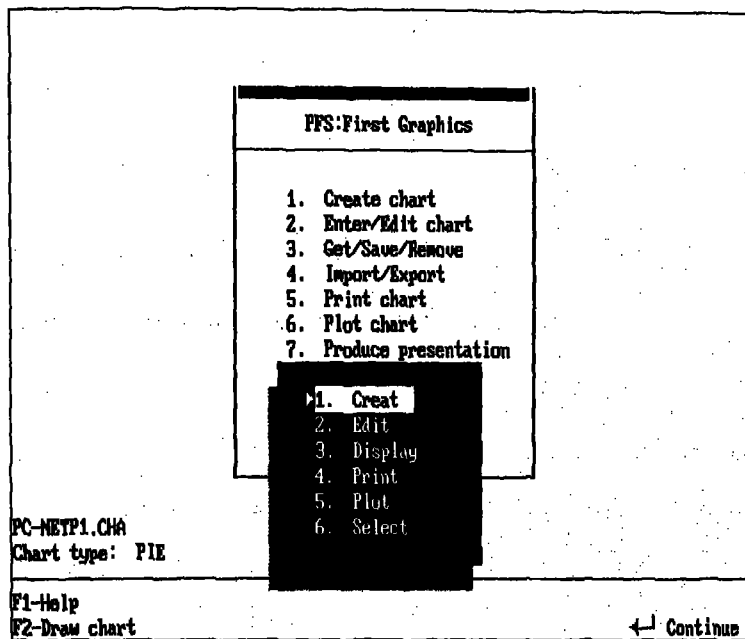 PFS:First Graphics
1. Create chart
2. Enter/Edit chart
3. Get/Save/Remove
4. Import/Export
5. Print chart
6. Plot chart
7. Produce presentation
1. Creat
2. Edit
3. Display
4. Print
5. Plot
6. Select
PC-NETP1.CHA
Chart type: PIE
F1-Help
F2-Draw chart
Continue